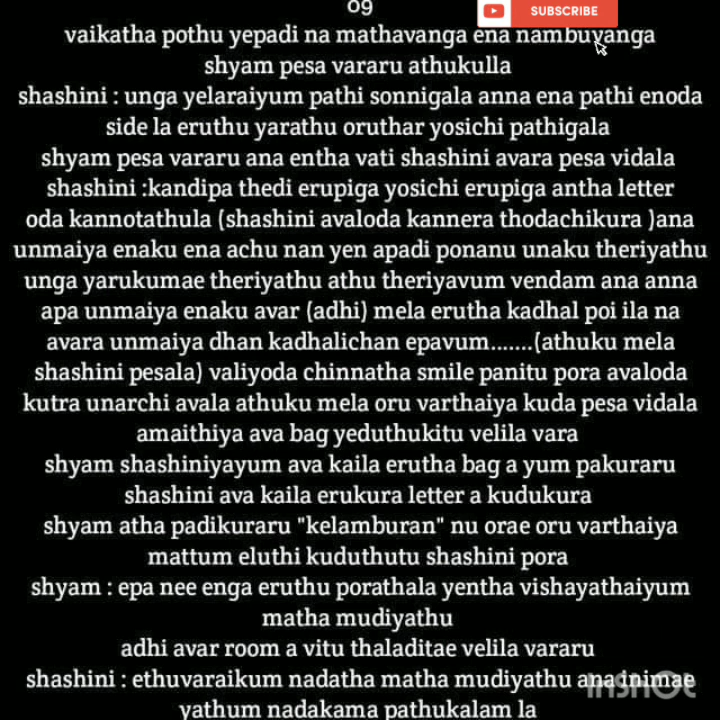 09
SUBSCRIBE
vaikatha pothu yepadi na mathavanga ena nambuvanga
shyam pesa vararu athukulla
shashini : unga yelaraiyum pathi sonnigala anna ena pathi enoda
side la eruthu yarathu oruthar yosichi pathigala
shyam pesa vararu ana entha vati shashini avara pesa vidala
shashini :kandipa thedi erupiga yosichi erupiga antha letter
oda kannotathula (shashini avaloda kannera thodachikura )ana
unmaiya enaku ena achu nan yen apadi ponanu unaku theriyathu
unga yarukumae theriyathu athu theriyavum vendam ana anna
apa unmaiya enaku avar (adhi) mela erutha kadhal poi ila na
avara unmaiya dhan kadhalichan epavum.......(athuku mela
shashini pesala) valiyoda chinnatha smile panitu pora avaloda
kutra unarchi avala athuku mela oru varthaiya kuda pesa vidala
amaithiya ava bag yeduthukitu velila vara
shyam shashiniyayum ava kaila erutha bag a yum pakuraru
shashini ava kaila erukura letter a kudukura
shyam atha padikuraru "kelamburan" nu orae oru varthaiya
mattum eluthi kuduthutu shashini pora
shyam : epa nee enga eruthu porathala yentha vishayathaiyum
matha mudiyathu
adhi avar room a vitu thaladitae velila vararu
shashini : ethuvaraikum nadatha matha mudiyathu ana inimae
yathum nadakama pathukalam la
InShOt